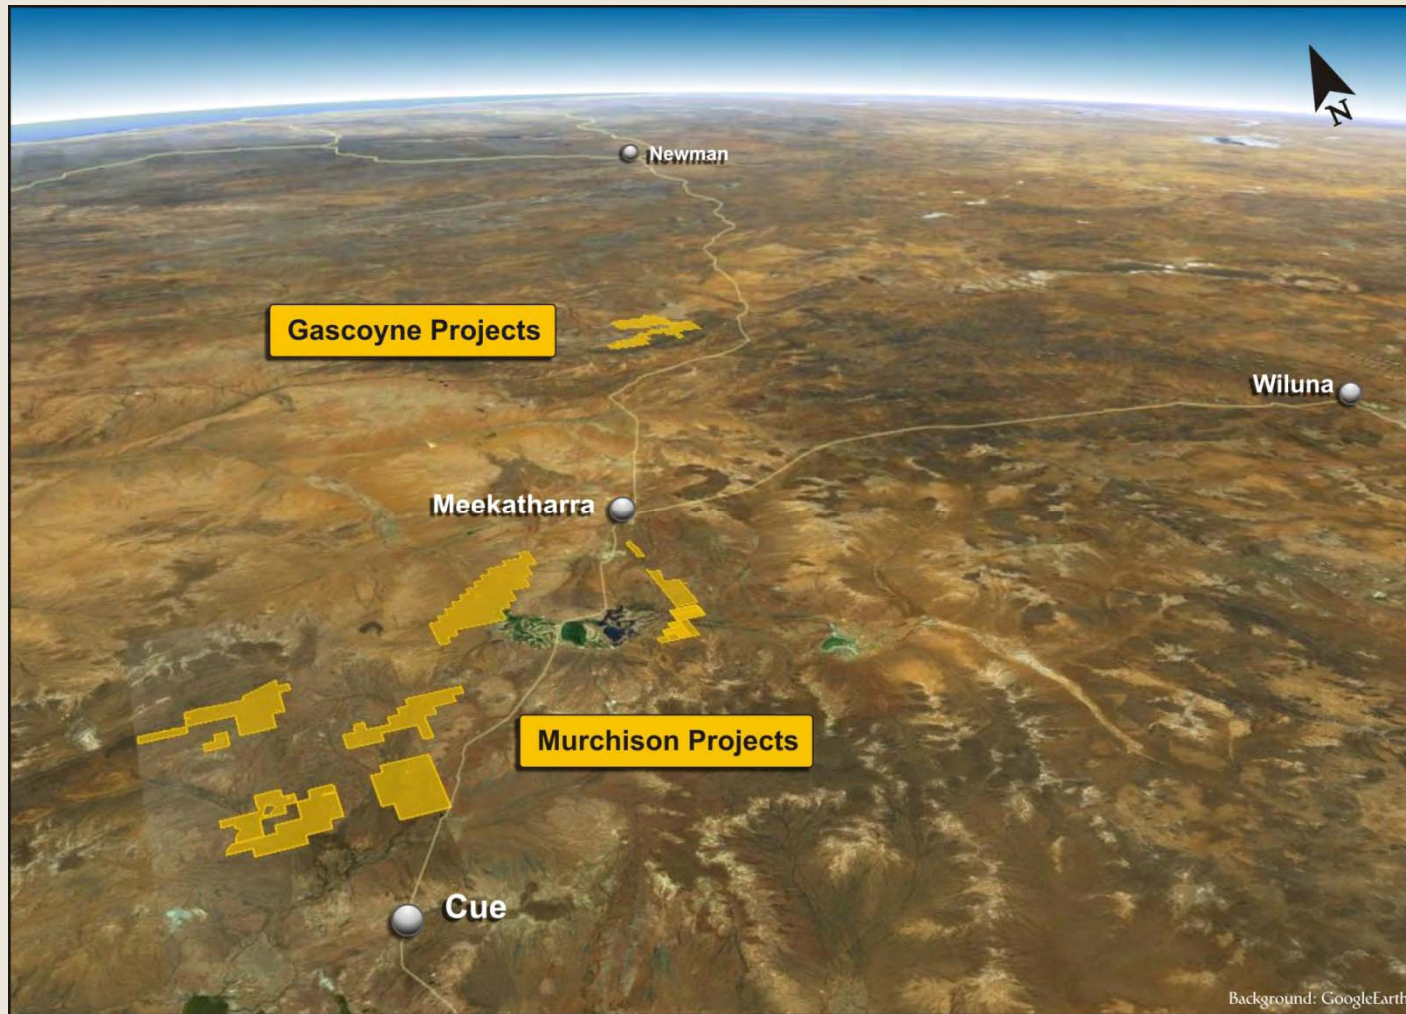 N
Newman
Gascoyne Projects
Wiluna
Meekatharra
Murchison Projects
Cue
Background: GoogleEarth